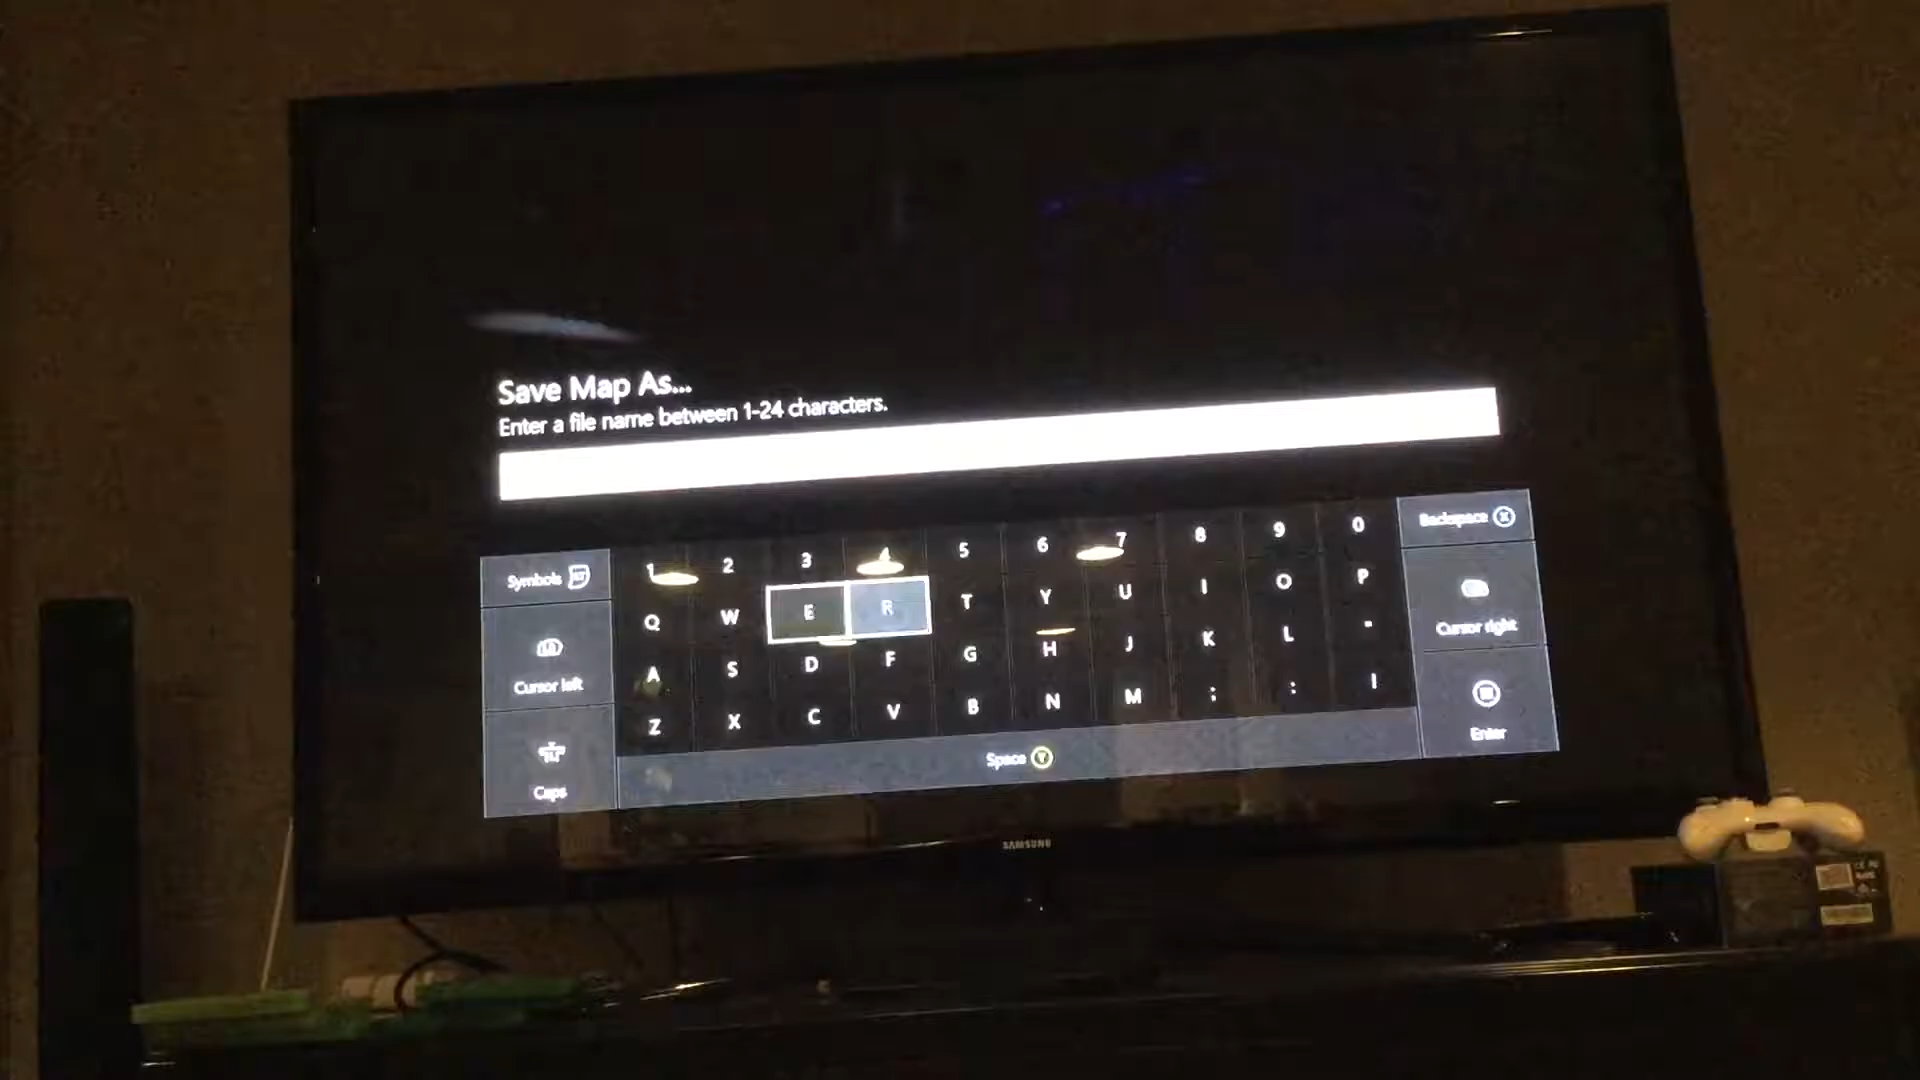 Save Map As...
Enter a file name between 1-24 characters.
1 2 3 4 5 6 7 8 9 0
Q W E R T Y U I O P
A S D F G H J K L
Z X C V B N M ; :
Symbols
Cursor left
Caps
Space Y
Backspace X
Cursor right
Enter
SAMSUNG